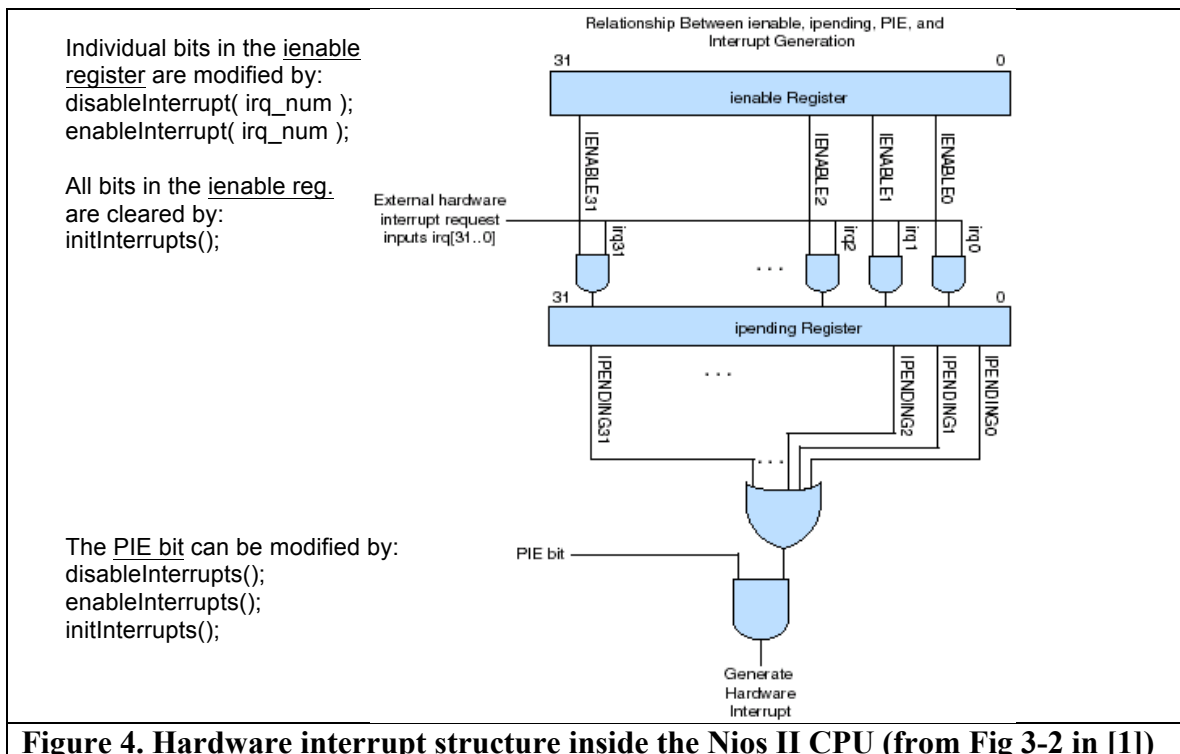 Individual bits in the ienable
register are modified by:
disableInterrupt( irq_num );
enableInterrupt( irq_num );
All bits in the ienable reg.
are cleared by:
initInterrupts();
The PIE bit can be modified by:
disableInterrupts();
enableInterrupts();
initInterrupts();
Relationship Between ienable, ipending, PIE, and
Interrupt Generation
31
0
ienable Register
IENABLE31
IENABLE2
IENABLE1
IENABLE0
External hardware
interrupt request
inputs irq[31..0]
irq31
irq2
irq1
irq0
. . .
31
0
ipending Register
IPENDING31
. . .
IPENDING2
IPENDING1
IPENDING0
. . .
PIE bit
Generate
Hardware
Interrupt
Figure 4. Hardware interrupt structure inside the Nios II CPU (from Fig 3-2 in [1])